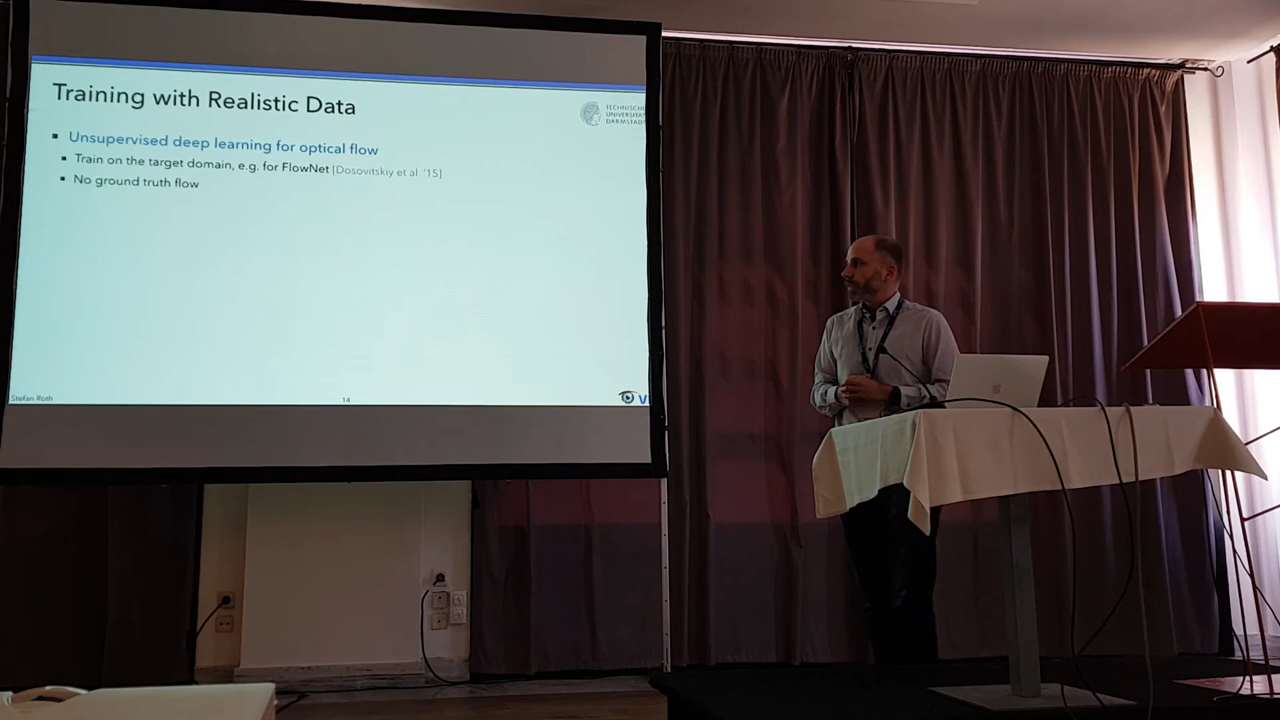 Training with Realistic Data
TECHNISCHE
UNIVERSITÄT
DARMSTADT
Unsupervised deep learning for optical flow
Train on the target domain, e.g. for FlowNet [Dosovitskiy et al. '15]
No ground truth flow
Stefan Roth
14